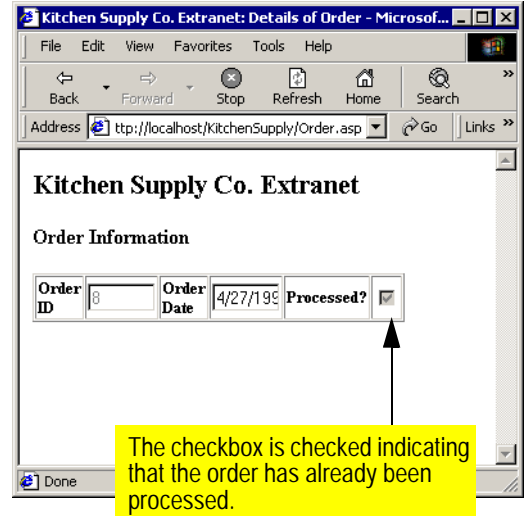 Kitchen Supply Co. Extranet: Details of Order - Microsof...
File Edit View Favorites Tools Help
Back Forward Stop Refresh Home Search »
Address ttp://localhost/KitchenSupply/Order.asp Go Links »
Kitchen Supply Co. Extranet
Order Information
Order ID 8 Order Date 4/27/199 Processed?
The checkbox is checked indicating
that the order has already been
processed.
Done